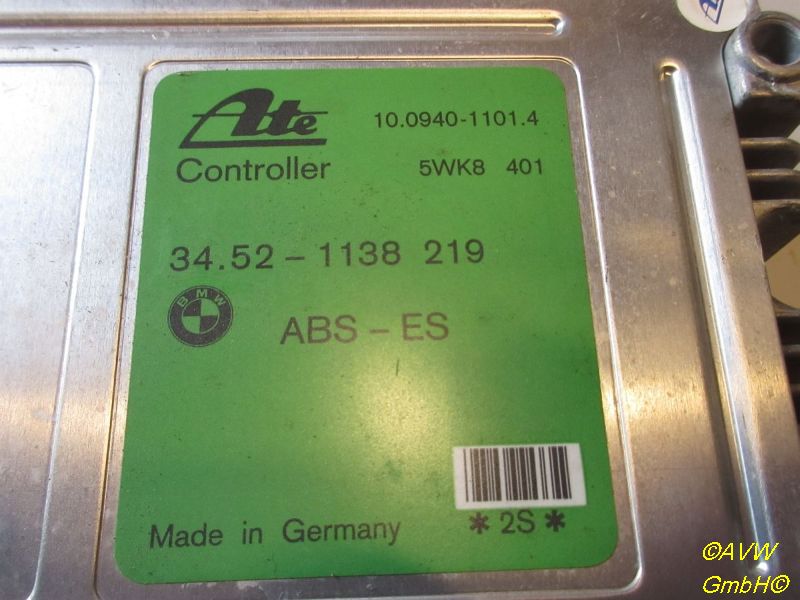 Ate
10.0940-1101.4
Controller
5WK8 401
34.52 - 1138 219
BMW
ABS - ES
* 2S *
Made in Germany
©AVW
GmbH©